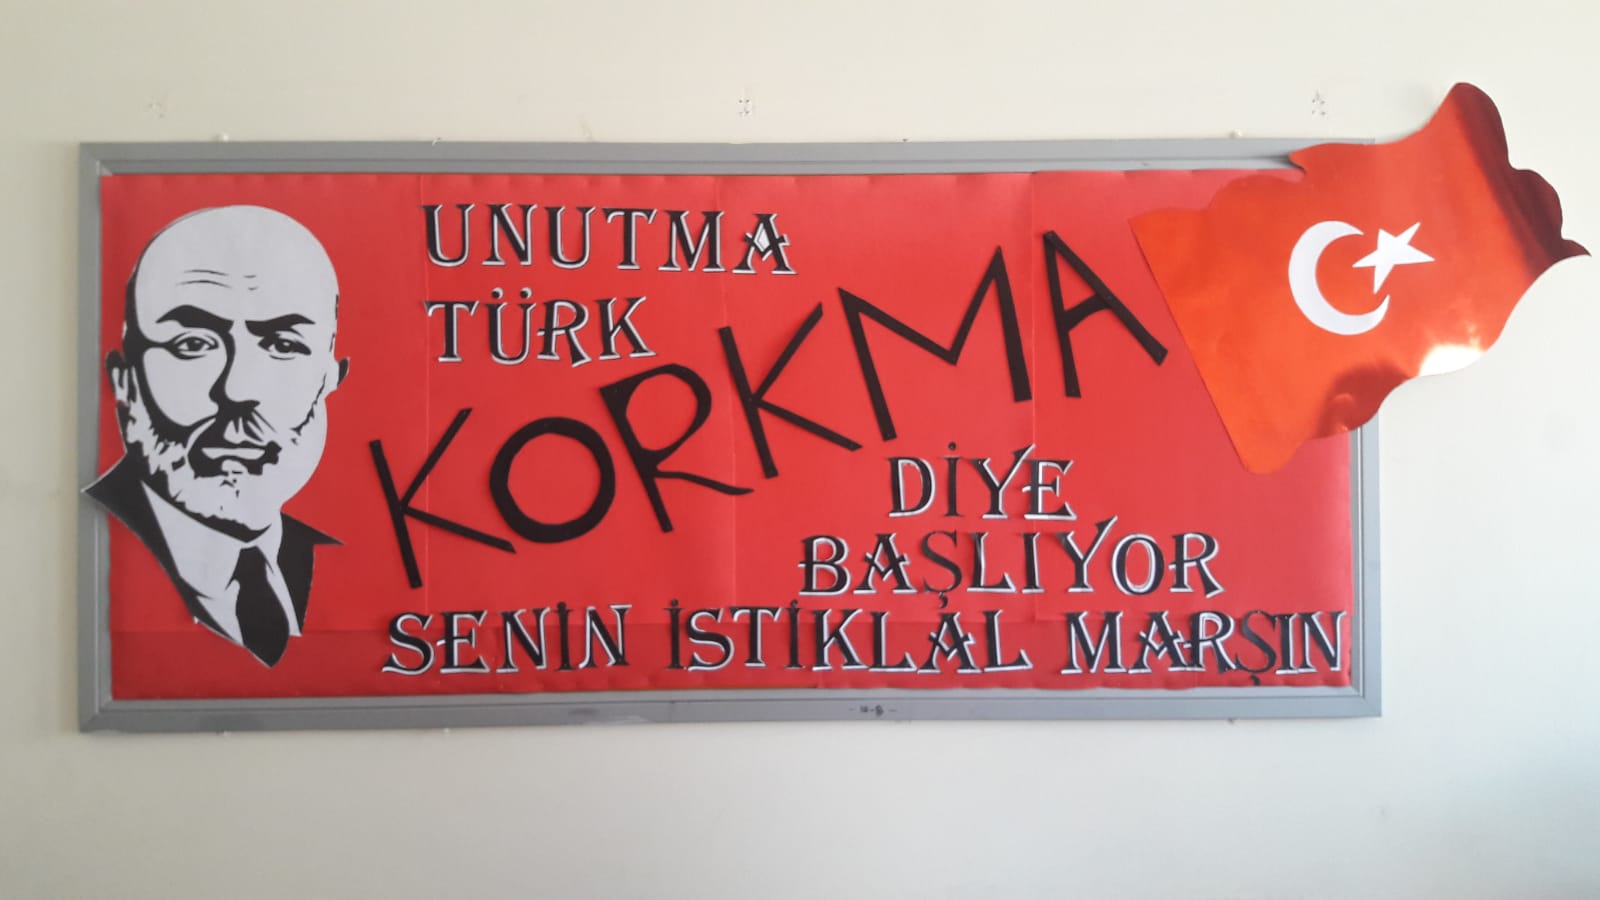 UNUTMA
TÜRK
KORKMA
DİYE
BAŞLIYOR
SENİN İSTİKLAL MARŞIN